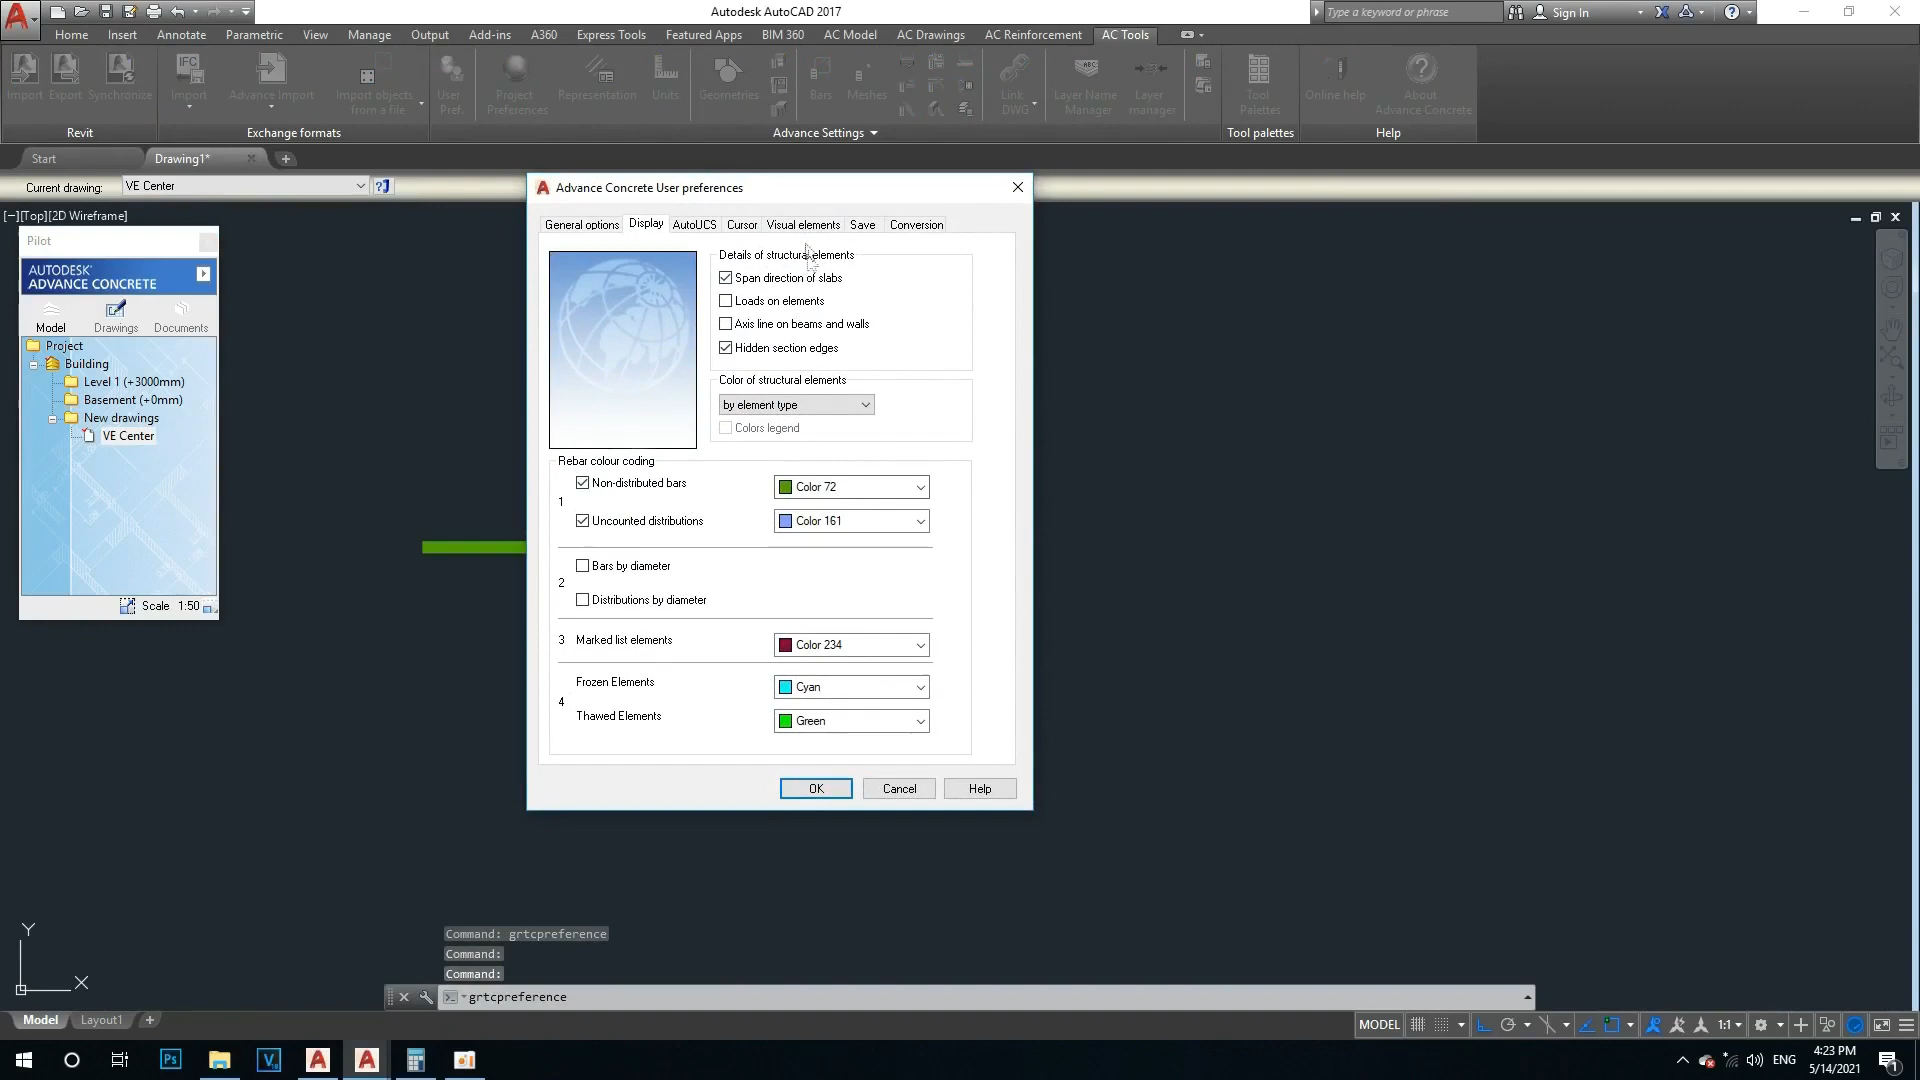 Autodesk AutoCAD 2017
Type a keyword or phrase
Sign In
Home Insert Annotate Parametric View Manage Output Add-ins A360 Express Tools Featured Apps BIM 360 AC Model AC Drawings AC Reinforcement AC Tools
Import Export Synchronize
IFC
Import
Advance Import
Import objects
from a file
User
Pref.
Project
Preferences
Representation
Units
Geometries
Bars
Meshes
Link
DWG
Layer Name
Manager
Layer
manager
Tool
Palettes
Online help
About
Advance Concrete
Revit
Exchange formats
Advance Settings
Tool palettes
Help
Start
Drawing1*
Current drawing:
VE Center
[−][Top][2D Wireframe]
Pilot
AUTODESK®
ADVANCE CONCRETE
Model Drawings Documents
Project
Building
Level 1 (+3000mm)
Basement (+0mm)
New drawings
VE Center
Scale 1:50
Advance Concrete User preferences
General options Display AutoUCS Cursor Visual elements Save Conversion
Details of structural elements
Span direction of slabs
Loads on elements
Axis line on beams and walls
Hidden section edges
Color of structural elements
by element type
Colors legend
Rebar colour coding
1
Non-distributed bars
Color 72
Uncounted distributions
Color 161
2
Bars by diameter
Distributions by diameter
3 Marked list elements
Color 234
4
Frozen Elements
Cyan
Thawed Elements
Green
OK Cancel Help
Y
X
Command: grtcpreference
Command:
Command:
grtcpreference
Model Layout1
MODEL
1:1
Ps
ENG
4:23 PM
5/14/2021
1